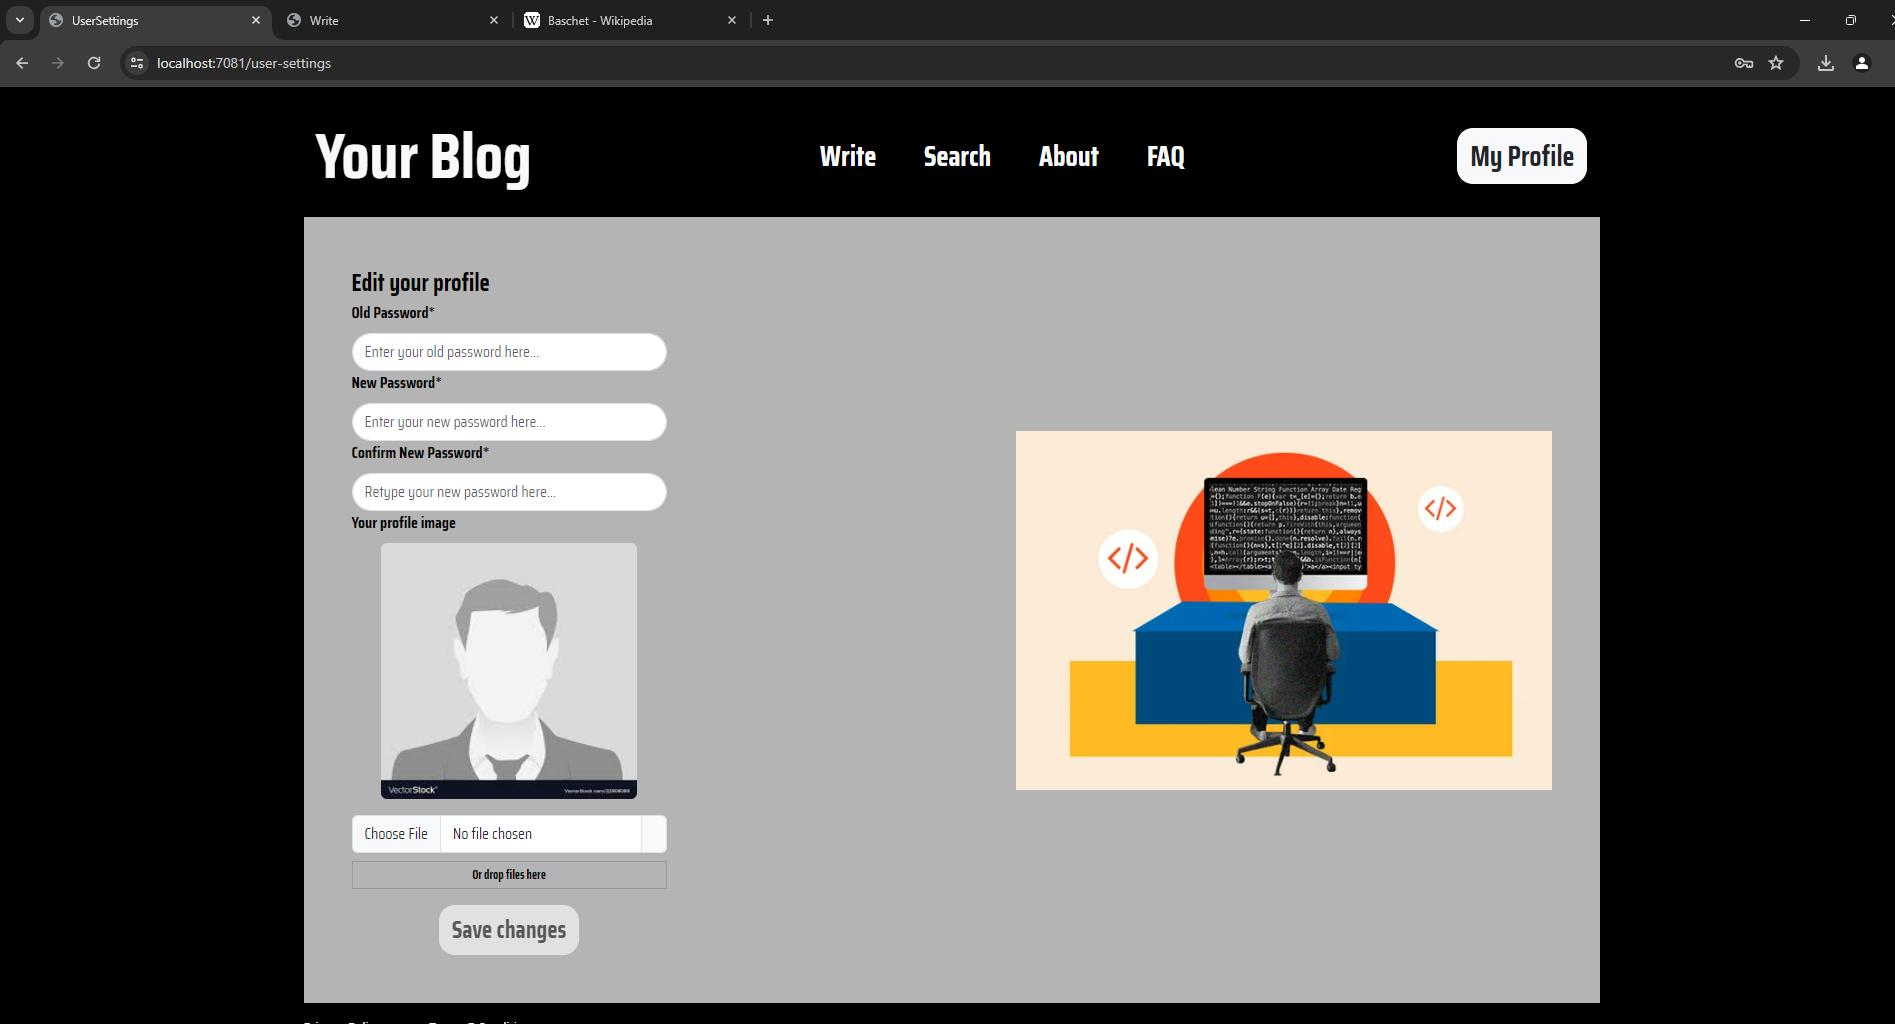 UserSettings
Write
W Baschet - Wikipedia
localhost:7081/user-settings
Your Blog
Write
Search
About
FAQ
My Profile
Edit your profile
Old Password*
Enter your old password here...
New Password*
Enter your new password here...
Confirm New Password*
Retype your new password here...
Your profile image
VectorStock
Choose File
No file chosen
Or drop files here
Save changes